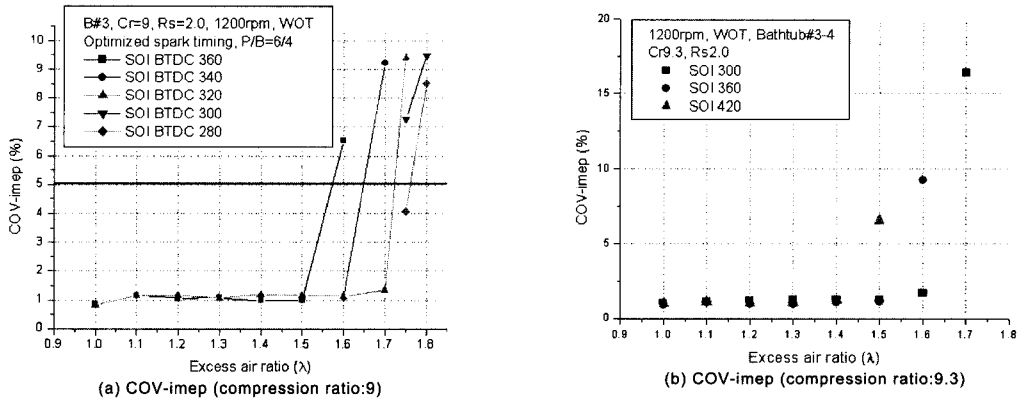 B#3, Cr=9, Rs=2.0, 1200rpm, WOT
Optimized spark timing, P/B=6/4
SOI BTDC 360
SOI BTDC 340
SOI BTDC 320
SOI BTDC 300
SOI BTDC 280
COV-imep (%)
10
9
8
7
6
5
4
3
2
1
0
0.9 1.0 1.1 1.2 1.3 1.4 1.5 1.6 1.7 1.8
Excess air ratio (λ)
(a) COV-imep (compression ratio:9)
1200rpm, WOT, Bathtub#3-4
Cr9.3, Rs2.0
SOI 300
SOI 360
SOI 420
COV-imep (%)
20
15
10
5
0
0.9 1.0 1.1 1.2 1.3 1.4 1.5 1.6 1.7 1.8
Excess air ratio (λ)
(b) COV-imep (compression ratio:9.3)